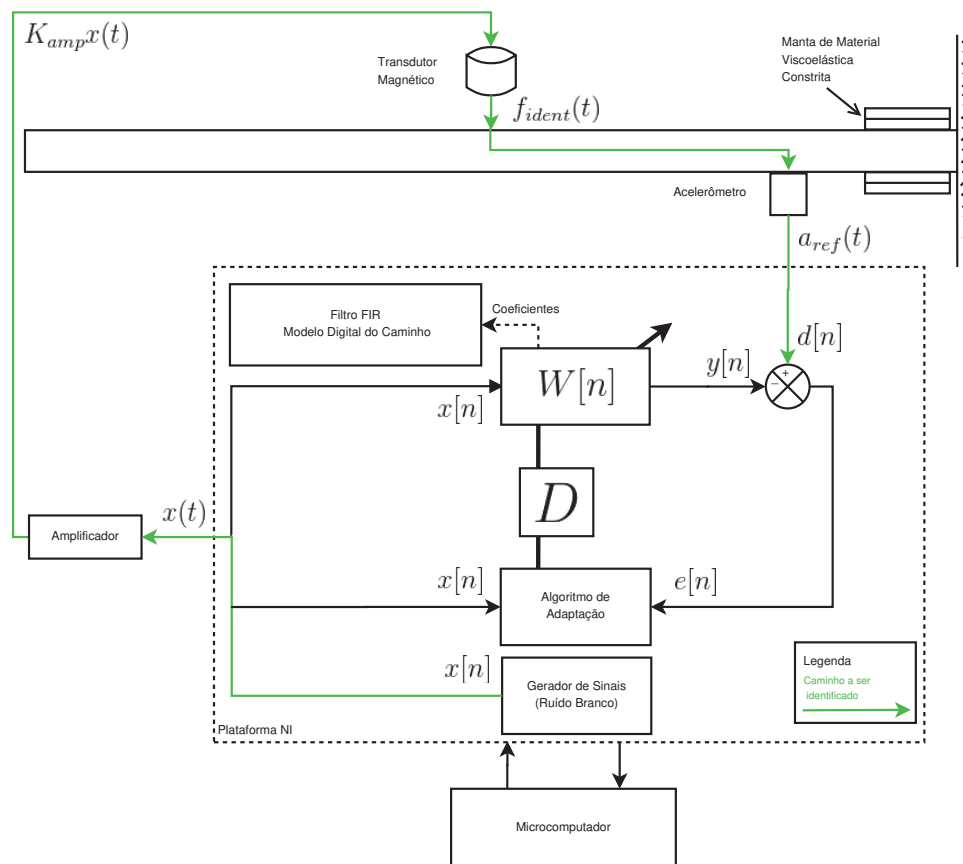 K_{amp}x(t)
Transdutor
Magnético
Manta de Material
Viscoelástica
Constrita
f_{ident}(t)
Acelerômetro
a_{ref}(t)
Filtro FIR
Modelo Digital do Caminho
Coeficientes
d[n]
W[n]
y[n]
+
−
x[n]
D
x(t)
Amplificador
x[n]
Algoritmo de
Adaptação
e[n]
x[n]
Gerador de Sinais
(Ruído Branco)
Legenda
Caminho a ser
identificado
Plataforma NI
Microcomputador